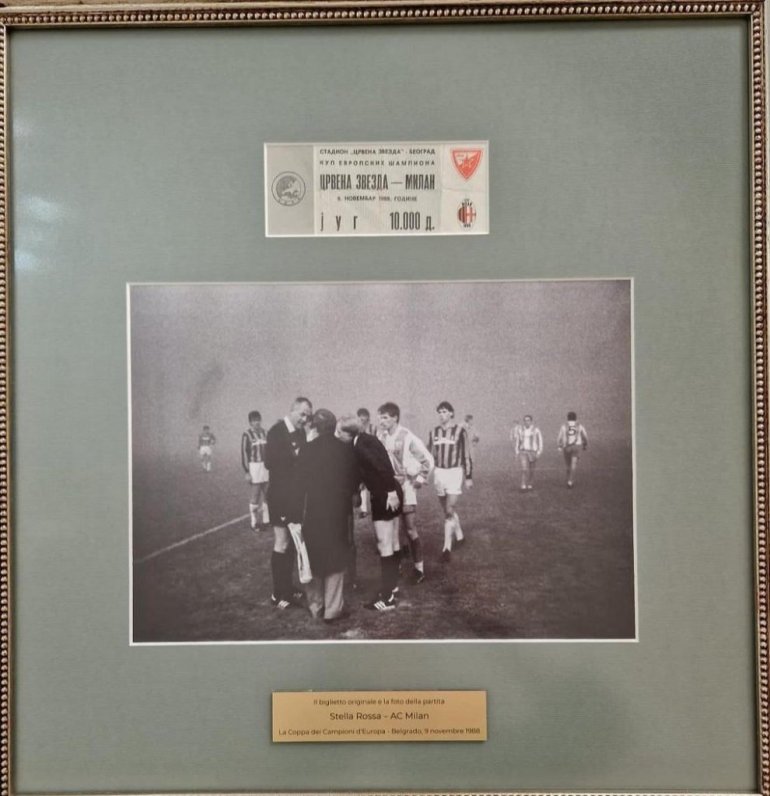 СТАДИОН „ЦРВЕНА ЗВЕЗДА" - БЕОГРАД
КУП ЕВРОПСКИХ ШАМПИОНА
ЦРВЕНА ЗВЕЗДА — МИЛАН
9. НОВЕМБАР 1988. ГОДИНЕ
југ 10.000 д.
Il biglietto originale e la foto della partita
Stella Rossa - AC Milan
La Coppa dei Campioni d'Europa - Belgrado, 9 novembre 1988